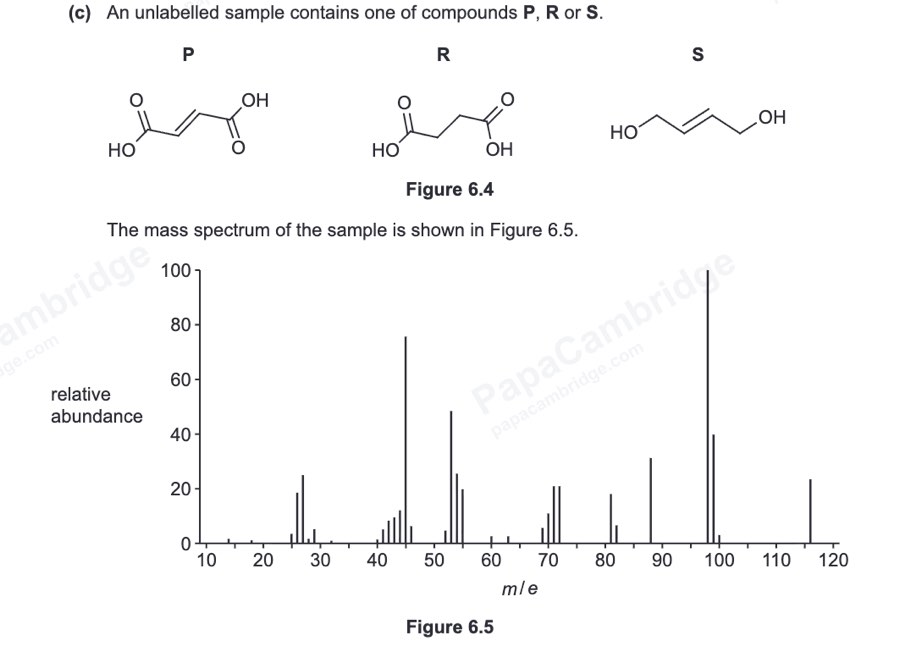 (c) An unlabelled sample contains one of compounds P, R or S.
P R S
O OH HO O
O O HO OH
HO OH
Figure 6.4
The mass spectrum of the sample is shown in Figure 6.5.
100
80
60
40
20
0
relative
abundance
10 20 30 40 50 60 70 80 90 100 110 120
m/e
Figure 6.5
ambridge
ge.com
PapaCambridge
papacambridge.com